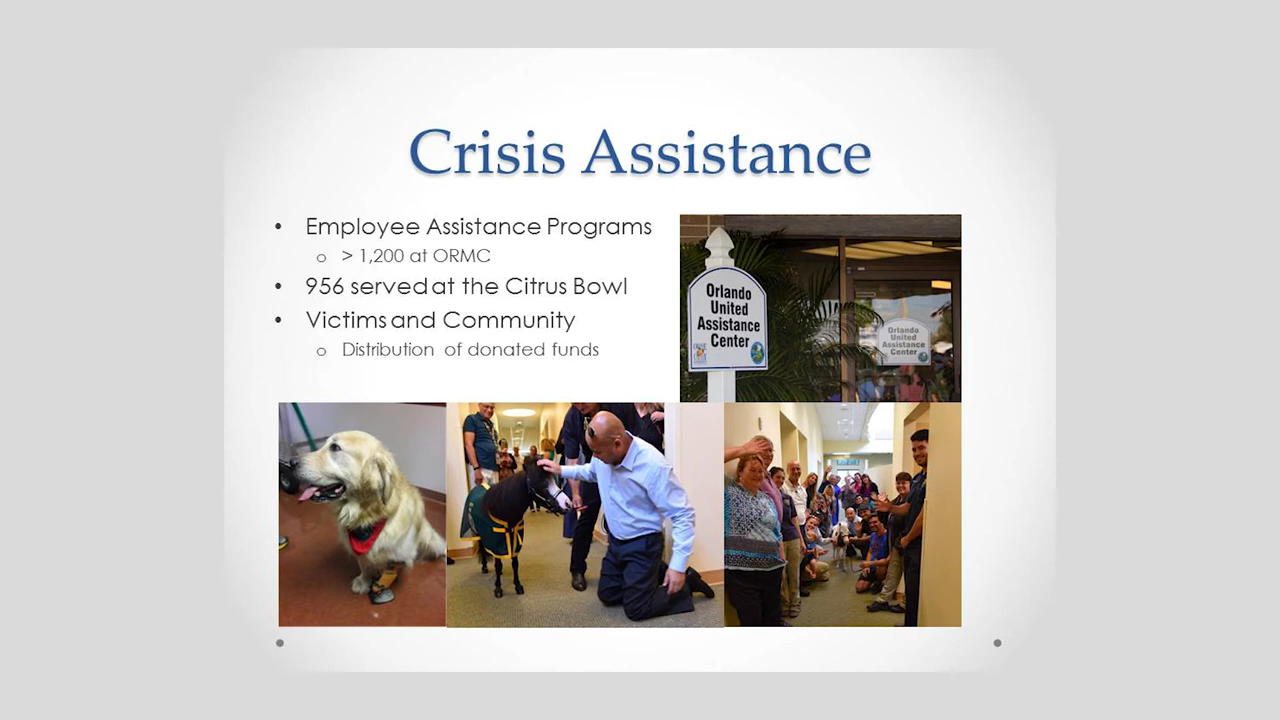 Crisis Assistance
• Employee Assistance Programs
o > 1,200 at ORMC
• 956 served at the Citrus Bowl
• Victims and Community
o Distribution of donated funds
Orlando
United
Assistance
Center
Orlando
United
Assistance
Center